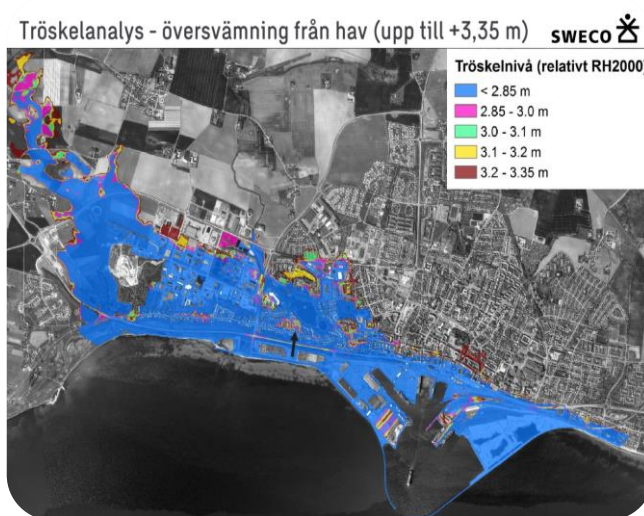 Tröskelanalys - översvämning från hav (upp till +3,35 m)
SWECO
Tröskelnivå (relativt RH2000)
< 2.85 m
2.85 - 3.0 m
3.0 - 3.1 m
3.1 - 3.2 m
3.2 - 3.35 m